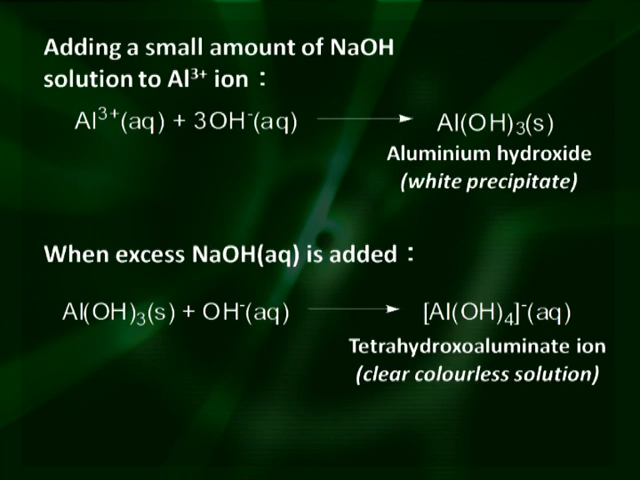 Adding a small amount of NaOH
solution to Al³⁺ ion：
Al³⁺(aq) + 3OH⁻(aq) → Al(OH)₃(s)
Aluminium hydroxide
(white precipitate)
When excess NaOH(aq) is added：
Al(OH)₃(s) + OH⁻(aq) → [Al(OH)₄]⁻(aq)
Tetrahydroxoaluminate ion
(clear colourless solution)